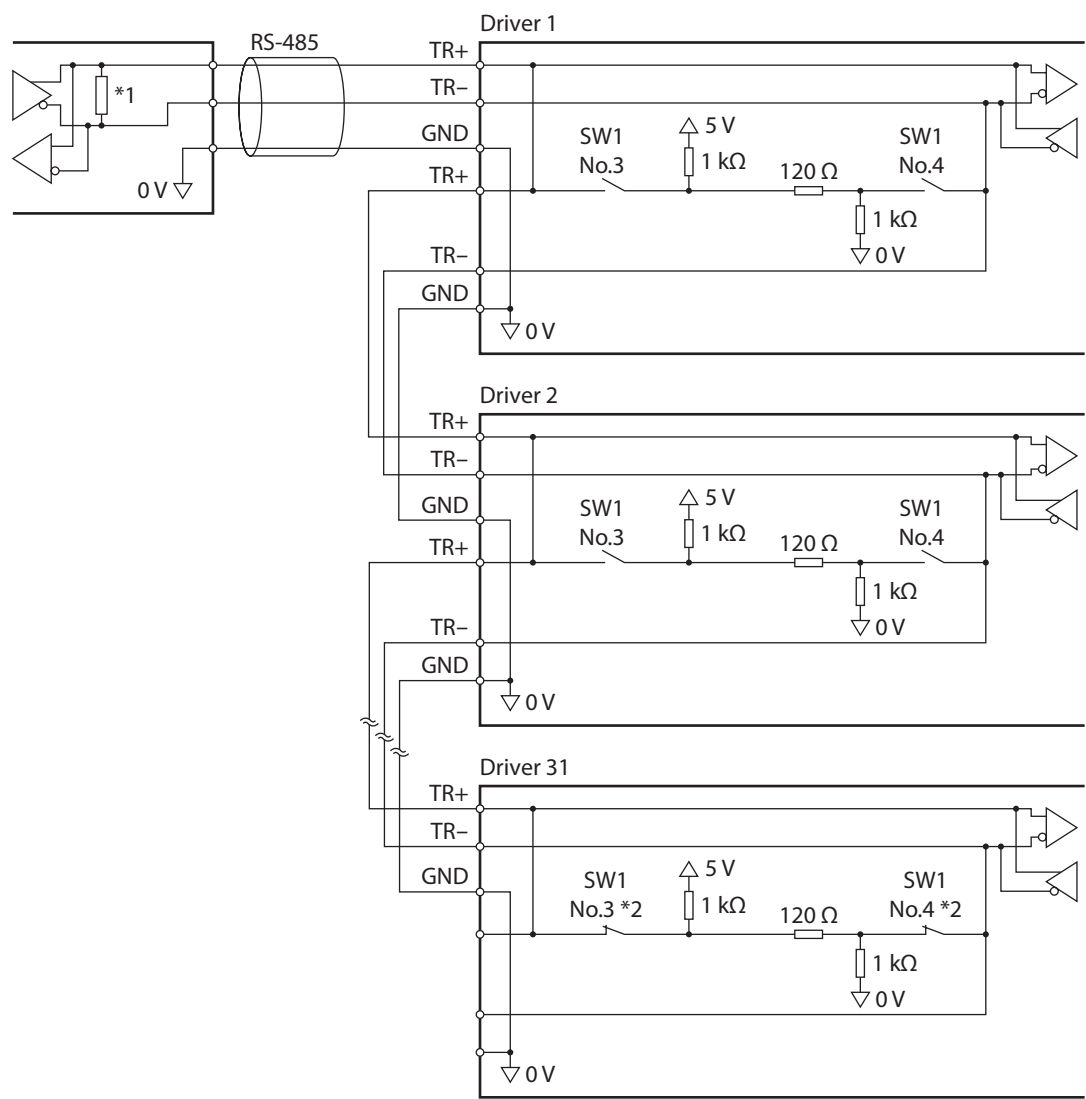 Driver 1
RS-485
TR+
TR–
*1
GND
5 V
SW1
No.3
1 kΩ
120 Ω
SW1
No.4
TR+
0 V
1 kΩ
0 V
TR–
GND
0 V
Driver 2
TR+
TR–
GND
5 V
SW1
No.3
1 kΩ
120 Ω
SW1
No.4
TR+
1 kΩ
0 V
TR–
GND
0 V
Driver 31
TR+
TR–
GND
5 V
SW1
No.3 *2
1 kΩ
120 Ω
SW1
No.4 *2
1 kΩ
0 V
0 V